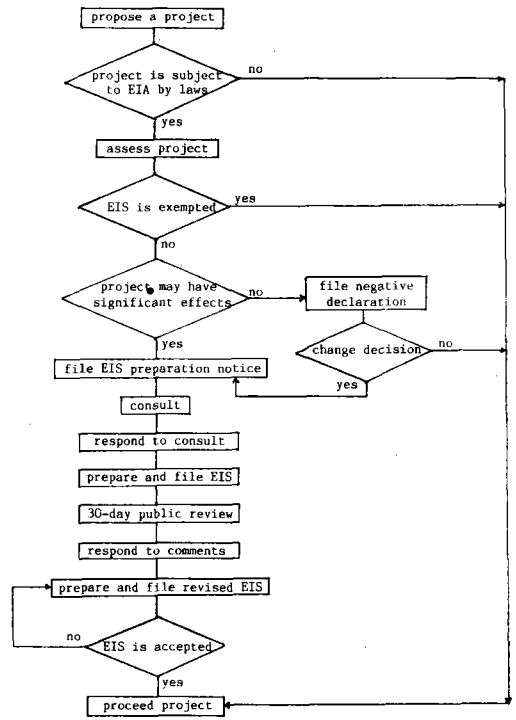 propose a project
project is subject
to EIA by laws
no
yes
assess project
EIS is exempted
yes
no
project may have
significant effects
no
file negative
declaration
yes
change decision
no
yes
file EIS preparation notice
consult
respond to consult
prepare and file EIS
30-day public review
respond to comments
prepare and file revised EIS
no
EIS is accepted
yes
proceed project